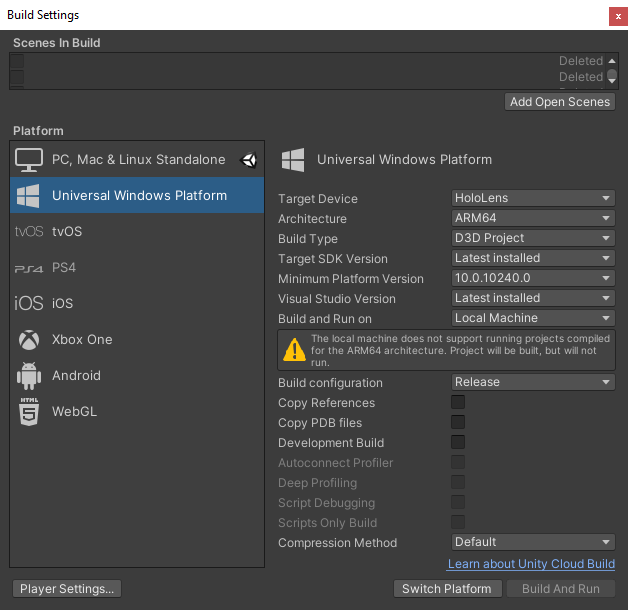 Build Settings
x
Scenes In Build
Deleted
Deleted
Add Open Scenes
Platform
PC, Mac & Linux Standalone
Universal Windows Platform
tvOS tvOS
PS4 PS4
iOS iOS
Xbox One
Android
HTML 5 WebGL
Universal Windows Platform
Target Device HoloLens
Architecture ARM64
Build Type D3D Project
Target SDK Version Latest installed
Minimum Platform Version 10.0.10240.0
Visual Studio Version Latest installed
Build and Run on Local Machine
The local machine does not support running projects compiled
for the ARM64 architecture. Project will be built, but will not
run.
Build configuration Release
Copy References
Copy PDB files
Development Build
Autoconnect Profiler
Deep Profiling
Script Debugging
Scripts Only Build
Compression Method Default
Learn about Unity Cloud Build
Player Settings...
Switch Platform
Build And Run